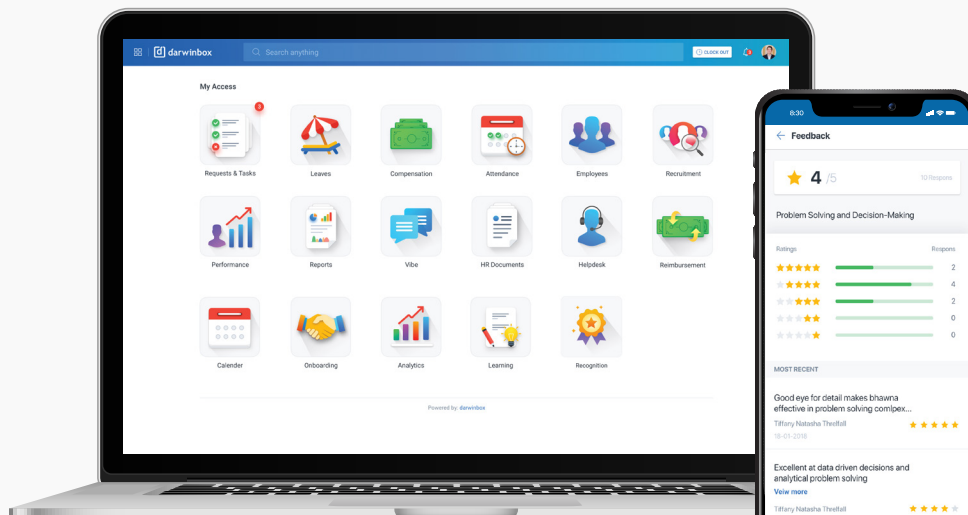 darwinbox
Search anything
CLOCK OUT
My Access
3
Requests & Tasks
Leaves
Compensation
Attendance
Employees
Recruitment
Performance
Reports
Vibe
HR Documents
Helpdesk
Reimbursement
Calender
Onboarding
Analytics
Learning
Recognition
Powered by: darwinbox
8:30
Feedback
4 /5
10 Respons
Problem Solving and Decision-Making
Ratings Respons
2
4
2
0
0
MOST RECENT
Good eye for detail makes bhawna
effective in problem solving comlpex...
Tiffany Natasha Threlfall
16-01-2016
Excellent at data driven decisions and
analytical problem solving
Veiw more
Tiffany Natasha Threlfall